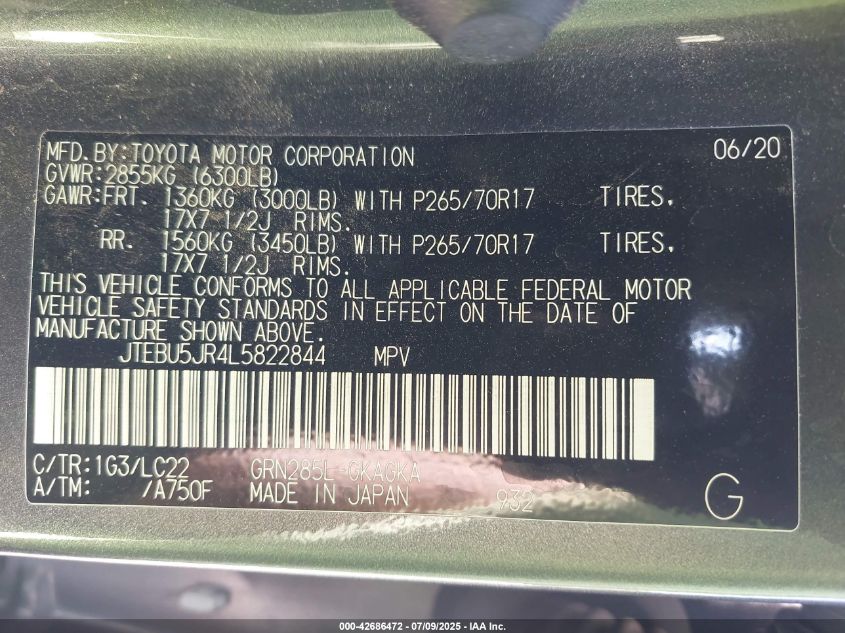 MFD.BY:TOYOTA MOTOR CORPORATION 06/20
GVWR:2855KG (6300LB)
GAWR:FRT. 1360KG (3000LB) WITH P265/70R17 TIRES.
17X7 1/2J RIMS.
RR. 1560KG (3450LB) WITH P265/70R17 TIRES.
17X7 1/2J RIMS.
THIS VEHICLE CONFORMS TO ALL APPLICABLE FEDERAL MOTOR
VEHICLE SAFETY STANDARDS IN EFFECT ON THE DATE OF
MANUFACTURE SHOWN ABOVE.
JTEBU5JR4L5822844 MPV
C/TR:1G3/LC22 GRN285L-GKAGKA
A/TM: /A750F MADE IN JAPAN 932 G
000-42686472 - 07/09/2025 - IAA Inc.